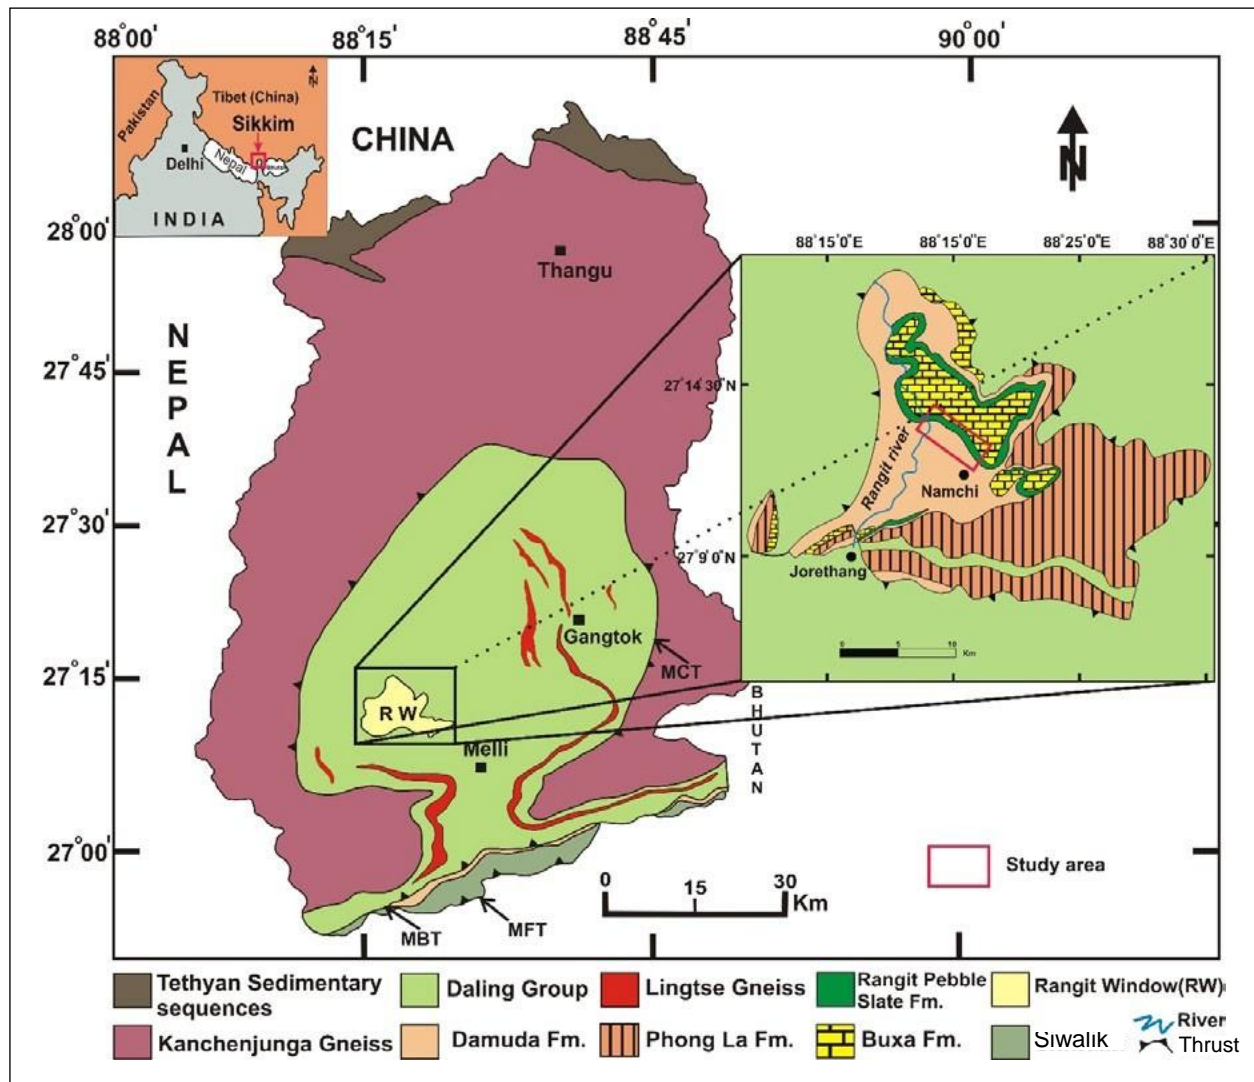 88°00'
88°15'
88°45'
90°00'
Pakistan
Tibet (China)
N
Sikkim
Delhi
Nepal
INDIA
CHINA
N
28°00'
27°45'
27°30'
27°15'
27°00'
NEPAL
Thangu
88°15'0"E
88°15'0"E
88°25'0"E
88°30'0"E
27°14'30"N
27°9'0"N
Rangit river
Namchi
Jorethang
0 5 10
Km
Gangtok
MCT
R W
Melli
BHUTAN
MBT
MFT
0 15 30
Km
Study area
Tethyan Sedimentary
sequences
Daling Group
Lingtse Gneiss
Rangit Pebble
Slate Fm.
Rangit Window(RW)
Kanchenjunga Gneiss
Damuda Fm.
Phong La Fm.
Buxa Fm.
Siwalik
River
Thrust